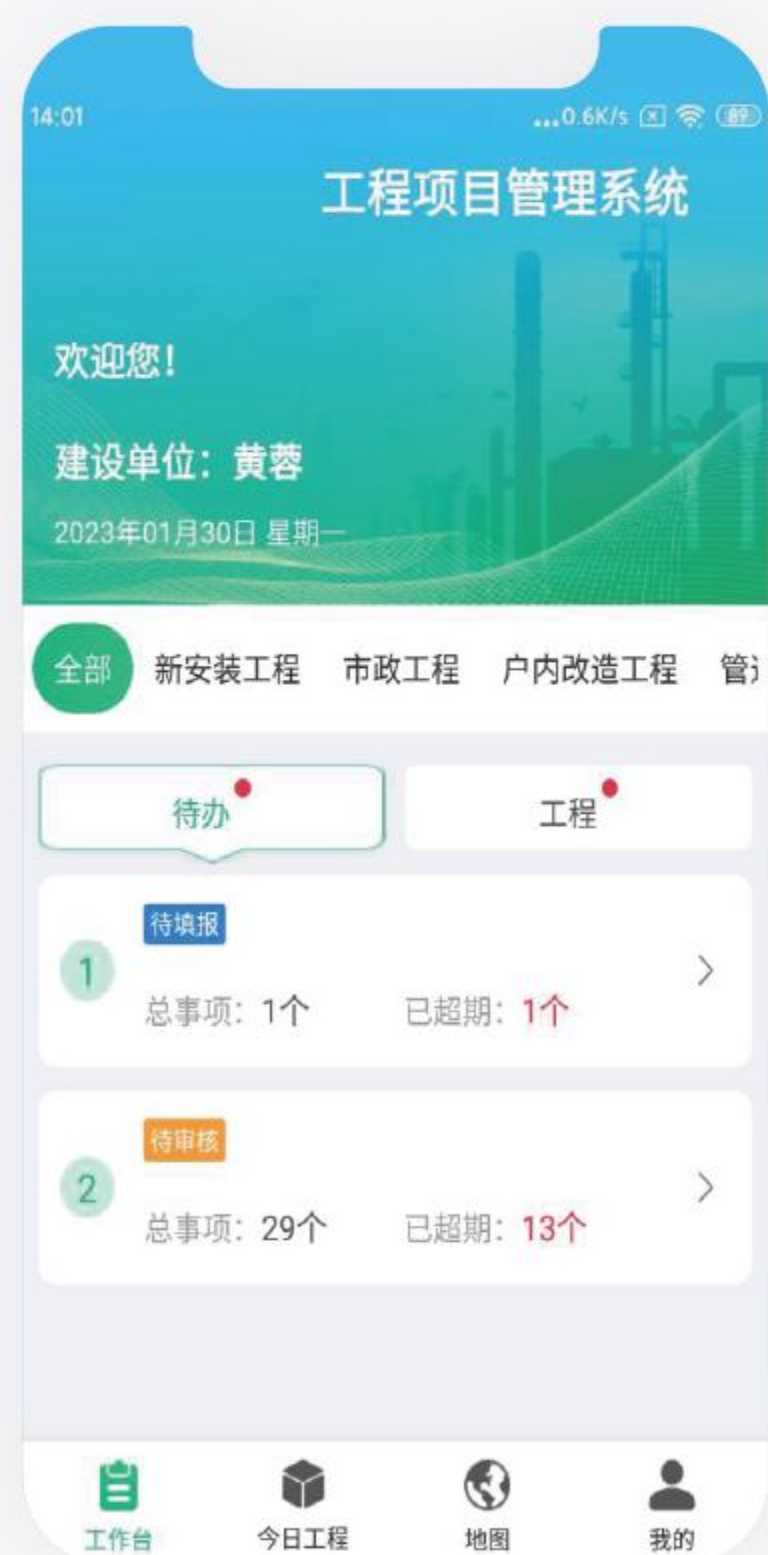 14:01 ...0.6K/s 89
工程项目管理系统
欢迎您！
建设单位：黄蓉
2023年01月30日 星期一
全部 新安装工程 市政工程 户内改造工程 管
待办 工程
待填报
1
总事项：1个 已超期：1个
待审核
2
总事项：29个 已超期：13个
工作台 今日工程 地图 我的